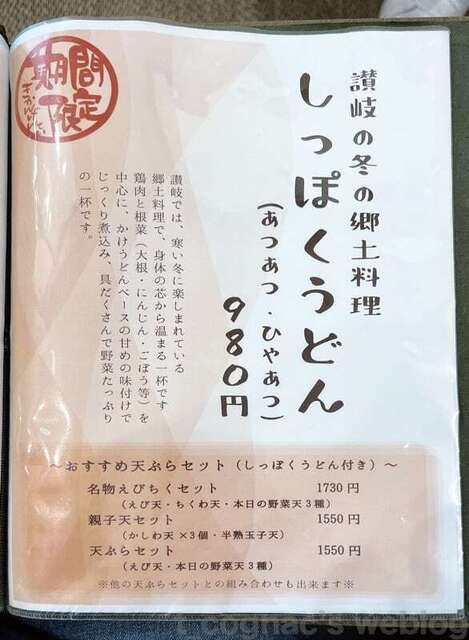 期間
限定
讃岐の冬の郷土料理
しっぽくうどん
(あつあつ・ひやあつ)
980円
讃岐では、寒い冬に楽しまれている
郷土料理で、身体の芯から温まる一杯です
鶏肉と根菜(大根・にんじん・ごぼう等)を
中心に、かけうどんベースの甘めの味付けで
じっくり煮込み、具だくさんで野菜たっぷり
の一杯です。
~おすすめ天ぷらセット(しっぽくうどん付き)~
名物えびちくセット 1730円
(えび天・ちくわ天・本日の野菜天3種)
親子天セット 1550円
(かしわ天×3個・半熟玉子天)
天ぷらセット 1550円
(えび天・本日の野菜天3種)
※他の天ぷらセットとの組み合わせも出来ます※
t.cognac's weblog